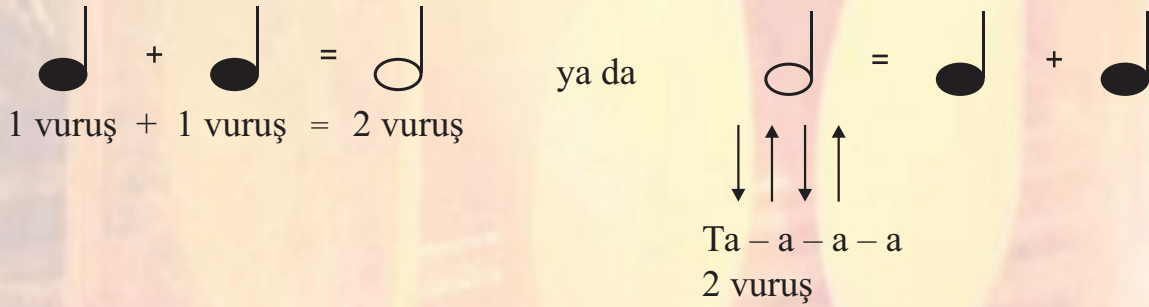 + = ya da = +
1 vuruş + 1 vuruş = 2 vuruş
Ta – a – a – a
2 vuruş